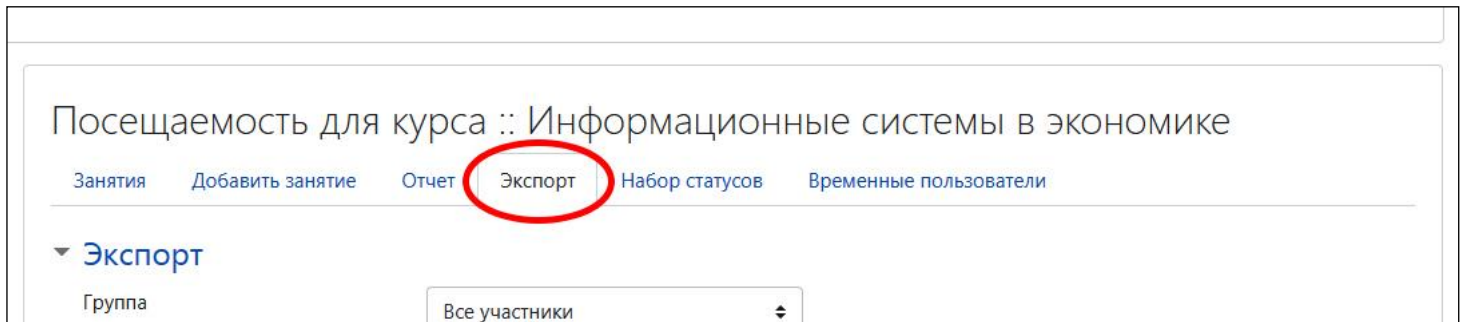 Посещаемость для курса :: Информационные системы в экономике
Занятия Добавить занятие Отчет Экспорт Набор статусов Временные пользователи
Экспорт
Группа Все участники